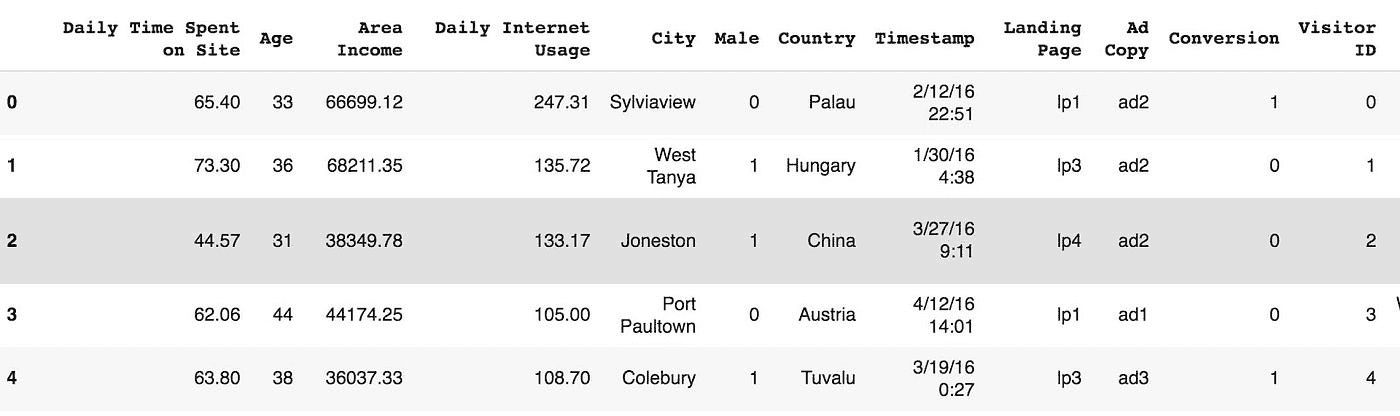 Daily Time Spent on Site Age Area Income Daily Internet Usage City Male Country Timestamp Landing Page Ad Copy Conversion Visitor ID
0 65.40 33 66699.12 247.31 Sylviaview 0 Palau 2/12/16 22:51 lp1 ad2 1 0
1 73.30 36 68211.35 135.72 West Tanya 1 Hungary 1/30/16 4:38 lp3 ad2 0 1
2 44.57 31 38349.78 133.17 Joneston 1 China 3/27/16 9:11 lp4 ad2 0 2
3 62.06 44 44174.25 105.00 Port Paultown 0 Austria 4/12/16 14:01 lp1 ad1 0 3
4 63.80 38 36037.33 108.70 Colebury 1 Tuvalu 3/19/16 0:27 lp3 ad3 1 4